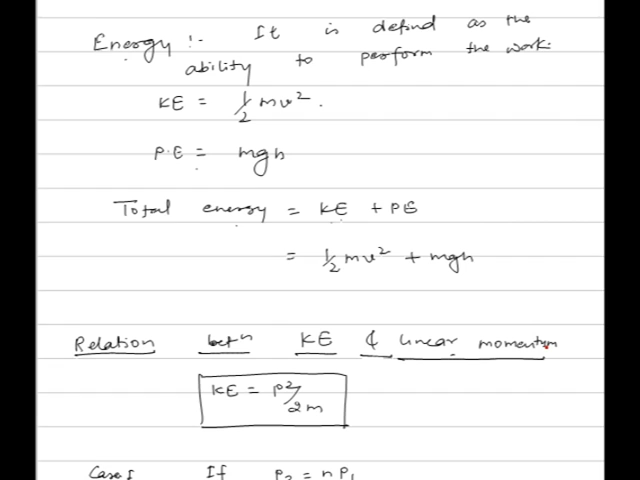 Energy :- It is defind as the
ability to perform the work.
KE = 1/2 mv².
P.E = mgh
Total energy = KE + PE
= 1/2 mv² + mgh
Relation betⁿ KE & linear momentum
KE = p²/2m
Case I If P₂ = nP₁